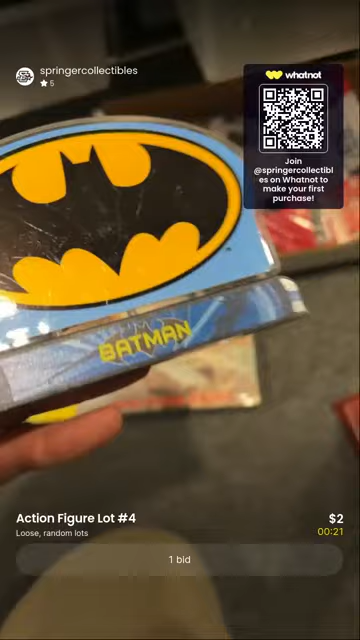 springercollectibles
★ 5
whatnot
Join
@springercollectibl
es on Whatnot to
make your first
purchase!
BATMAN
Action Figure Lot #4
$2
Loose, random lots
00:21
1 bid